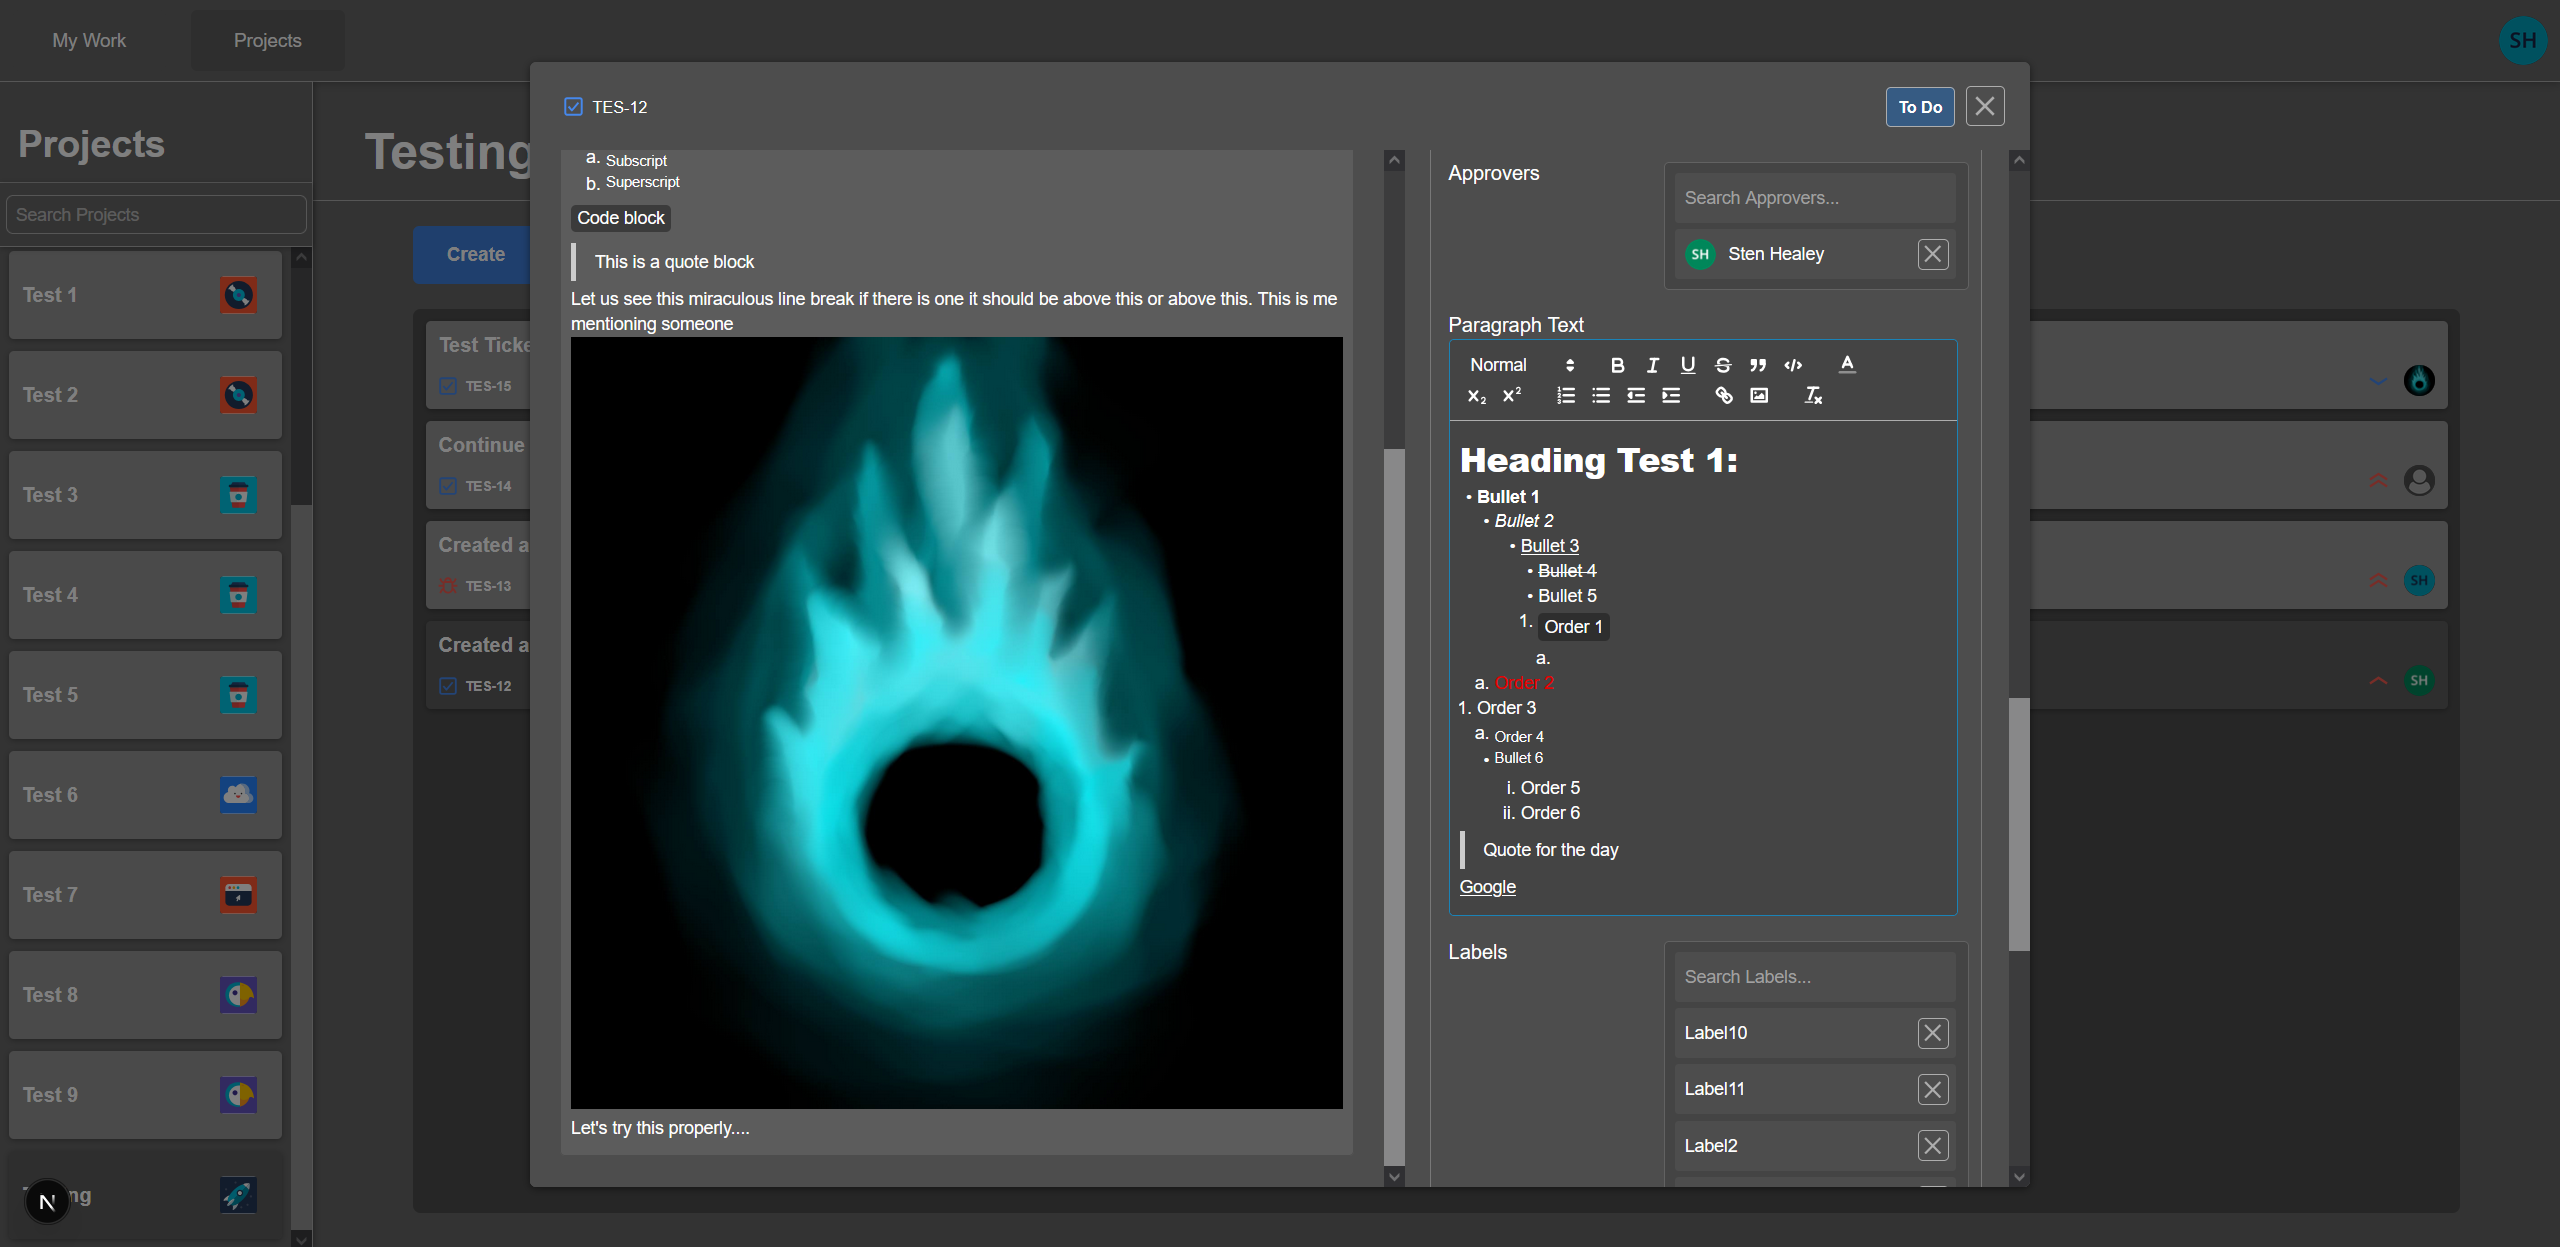 My Work
Projects
SH
Projects
Search Projects
Test 1
Test 2
Test 3
Test 4
Test 5
Test 6
Test 7
Test 8
Test 9
N
ng
Testing
Create
Test Ticke
TES-15
Continue
TES-14
Created a
TES-13
Created a
TES-12
SH
SH
TES-12
To Do
a. Subscript
b. Superscript
Code block
This is a quote block
Let us see this miraculous line break if there is one it should be above this or above this. This is me
mentioning someone
Let's try this properly....
Approvers
Search Approvers...
SH Sten Healey
Paragraph Text
Normal
Heading Test 1:
• Bullet 1
• Bullet 2
• Bullet 3
• Bullet 4
• Bullet 5
1. Order 1
a.
a. Order 2
1. Order 3
a. Order 4
• Bullet 6
i. Order 5
ii. Order 6
Quote for the day
Google
Labels
Search Labels...
Label10
Label11
Label2